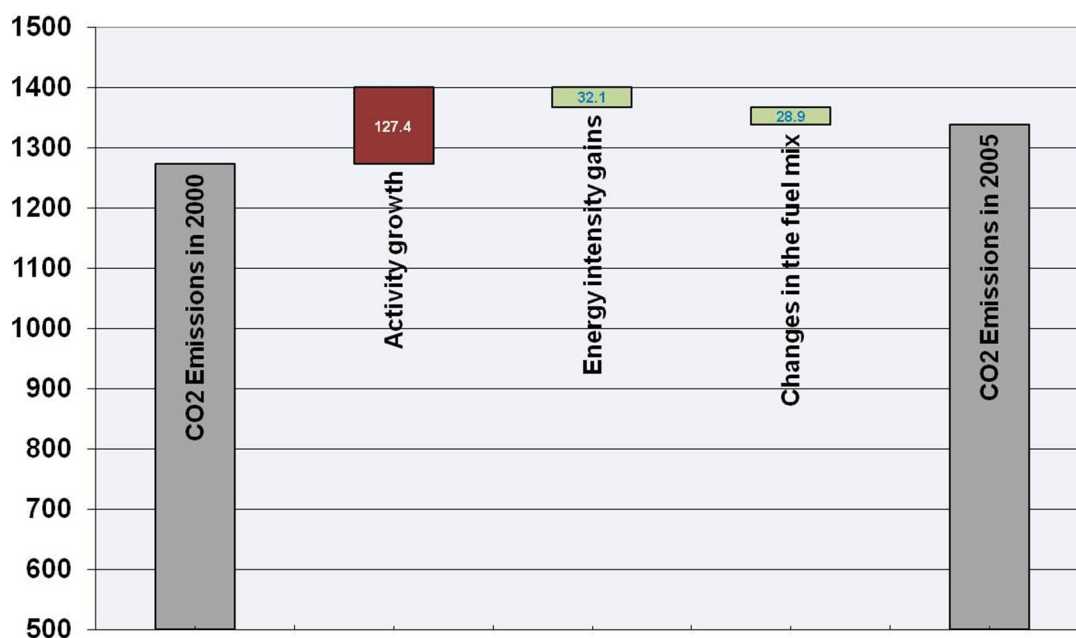 1500
1400
1300
1200
1100
1000
900
800
700
600
500
CO2 Emissions in 2000
127.4
Activity growth
32.1
Energy intensity gains
28.9
Changes in the fuel mix
CO2 Emissions in 2005